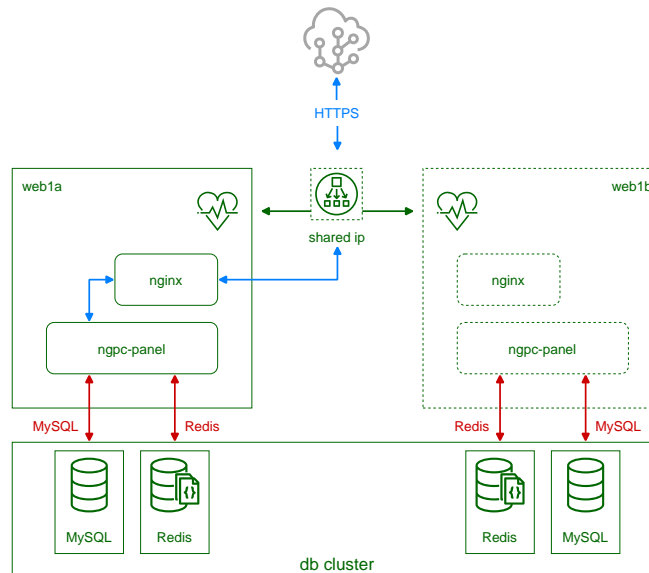 HTTPS
web1a
web1b
shared ip
nginx
nginx
ngpc-panel
ngpc-panel
MySQL
Redis
Redis
MySQL
{}
{}
MySQL
Redis
Redis
MySQL
db cluster